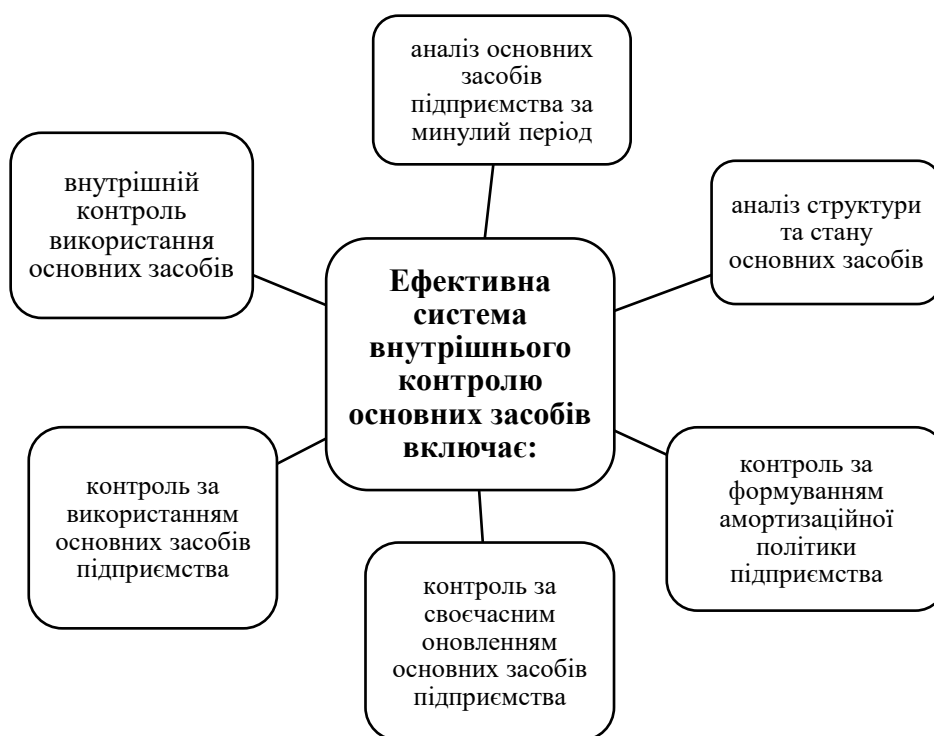 аналіз основних
засобів
підприємства за
минулий період
аналіз структури
та стану
основних засобів
контроль за
формуванням
амортизаційної
політики
підприємства
контроль за
своєчасним
оновленням
основних засобів
підприємства
контроль за
використанням
основних засобів
підприємства
внутрішній
контроль
використання
основних засобів
Ефективна
система
внутрішнього
контролю
основних засобів
включає: